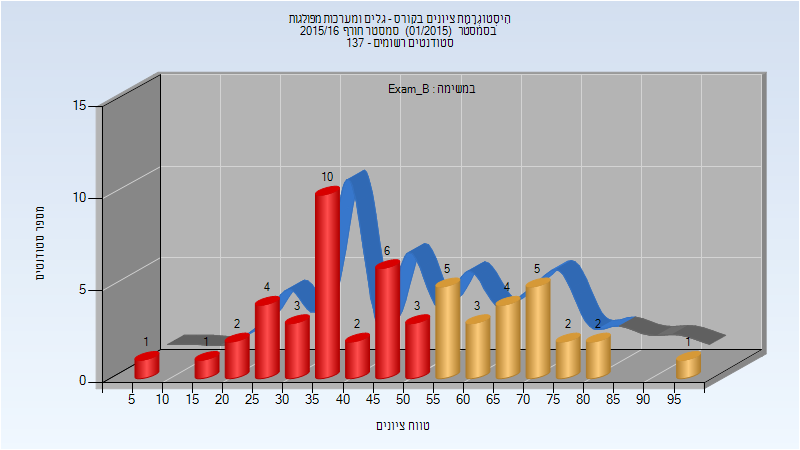 היסטוגרמת ציונים בקורס - גלים ומערכות מפולגות
בסמסטר (01/2015) סמסטר חורף 2015/16
סטודנטים רשומים - 137
במשימה : Exam_B
מספר סטודנטים
15
10
5
0
1
1
2
4
3
10
2
6
3
5
3
4
5
2
2
1
5 10 15 20 25 30 35 40 45 50 55 60 65 70 75 80 85 90 95
טווח ציונים